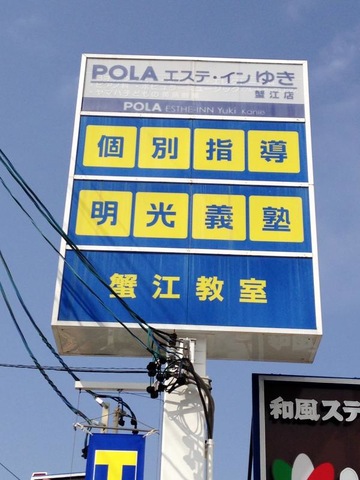 POLA エステ・イン ゆき
蟹江店
POLA ESTHE-INN Yuki Kanie
個別指導
明光義塾
蟹江教室
T
和風ステ